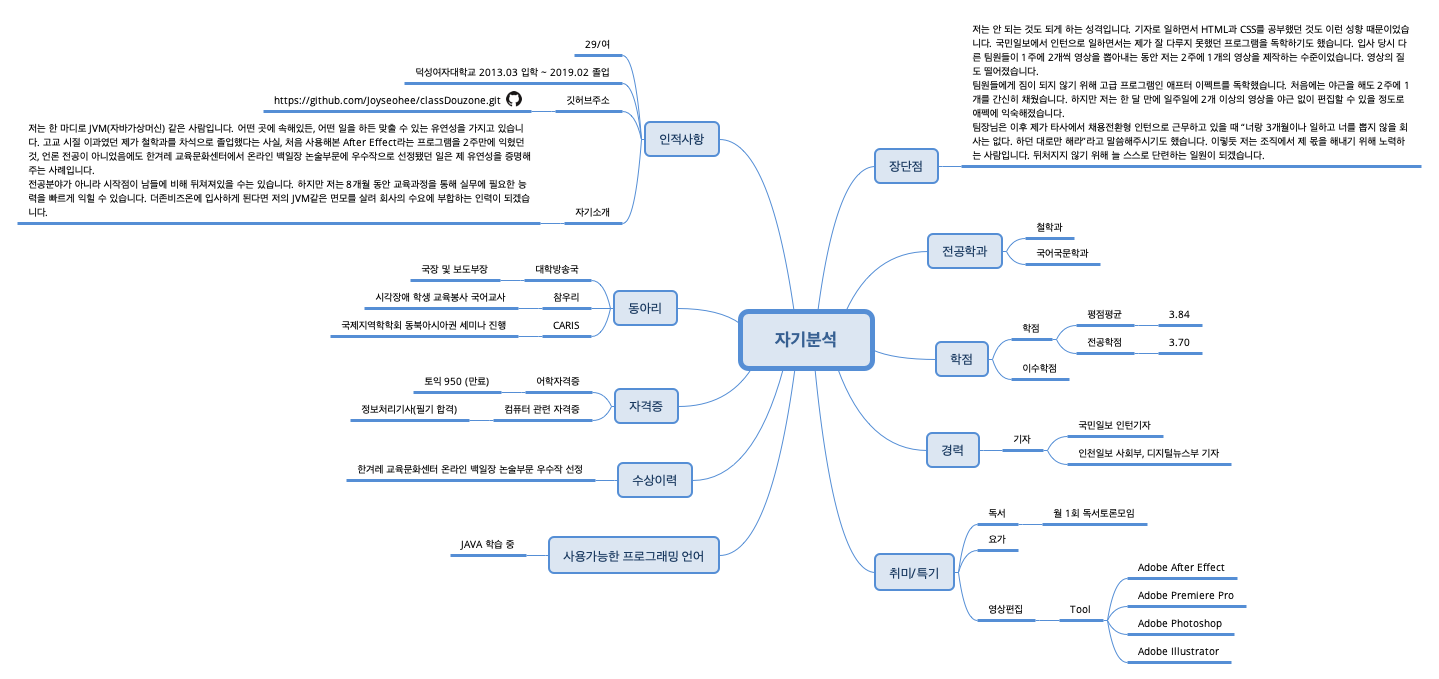 자기분석
인적사항
29/여
덕성여자대학교 2013.03 입학 ~ 2019.02 졸업
깃허브주소
https://github.com/Joyseohee/classDouzone.git
자기소개
저는 한 마디로 JVM(자바가상머신) 같은 사람입니다. 어떤 곳에 속해있든, 어떤 일을 하든 맞출 수 있는 유연성을 가지고 있습니
다. 고교 시절 이과였던 제가 철학과를 차석으로 졸업했다는 사실, 처음 사용해본 After Effect라는 프로그램을 2주만에 익혔던
것, 언론 전공이 아니었음에도 한겨레 교육문화센터에서 온라인 백일장 논술부문에 우수작으로 선정됐던 일은 제 유연성을 증명해
주는 사례입니다.
전공분야가 아니라 시작점이 남들에 비해 뒤쳐져있을 수는 있습니다. 하지만 저는 8개월 동안 교육과정을 통해 실무에 필요한 능
력을 빠르게 익힐 수 있습니다. 더존비즈온에 입사하게 된다면 저의 JVM같은 면모를 살려 회사의 수요에 부합하는 인력이 되겠습
니다.
동아리
대학방송국
국장 및 보도부장
참우리
시각장애 학생 교육봉사 국어교사
CARIS
국제지역학학회 동북아시아권 세미나 진행
자격증
어학자격증
토익 950 (만료)
컴퓨터 관련 자격증
정보처리기사(필기 합격)
수상이력
한겨레 교육문화센터 온라인 백일장 논술부문 우수작 선정
사용가능한 프로그래밍 언어
JAVA 학습 중
장단점
저는 안 되는 것도 되게 하는 성격입니다. 기자로 일하면서 HTML과 CSS를 공부했던 것도 이런 성향 때문이었습
니다. 국민일보에서 인턴으로 일하면서는 제가 잘 다루지 못했던 프로그램을 독학하기도 했습니다. 입사 당시 다
른 팀원들이 1주에 2개씩 영상을 뽑아내는 동안 저는 2주에 1개의 영상을 제작하는 수준이었습니다. 영상의 질
도 떨어졌습니다.
팀원들에게 짐이 되지 않기 위해 고급 프로그램인 애프터 이펙트를 독학했습니다. 처음에는 야근을 해도 2주에 1
개를 간신히 채웠습니다. 하지만 저는 한 달 만에 일주일에 2개 이상의 영상을 야근 없이 편집할 수 있을 정도로
애펙에 익숙해졌습니다.
팀장님은 이후 제가 타사에서 채용전환형 인턴으로 근무하고 있을 때 “너랑 3개월이나 일하고 너를 뽑지 않을 회
사는 없다. 하던 대로만 해라”라고 말씀해주시기도 했습니다. 이렇듯 저는 조직에서 제 몫을 해내기 위해 노력하
는 사람입니다. 뒤처지지 않기 위해 늘 스스로 단련하는 일원이 되겠습니다.
전공학과
철학과
국어국문학과
학점
학점
평점평균
3.84
전공학점
3.70
이수학점
경력
기자
국민일보 인턴기자
인천일보 사회부, 디지털뉴스부 기자
취미/특기
독서
월 1회 독서토론모임
요가
영상편집
Tool
Adobe After Effect
Adobe Premiere Pro
Adobe Photoshop
Adobe Illustrator